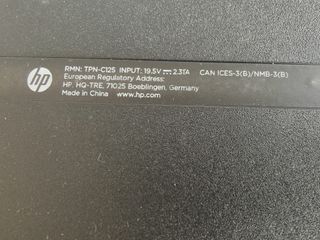 hp
RMN: TPN-C125 INPUT: 19.5V⎓2.31A CAN ICES-3(B)/NMB-3(B)
European Regulatory Address:
HP, HQ-TRE, 71025 Boeblingen, Germany
Made in China www.hp.com